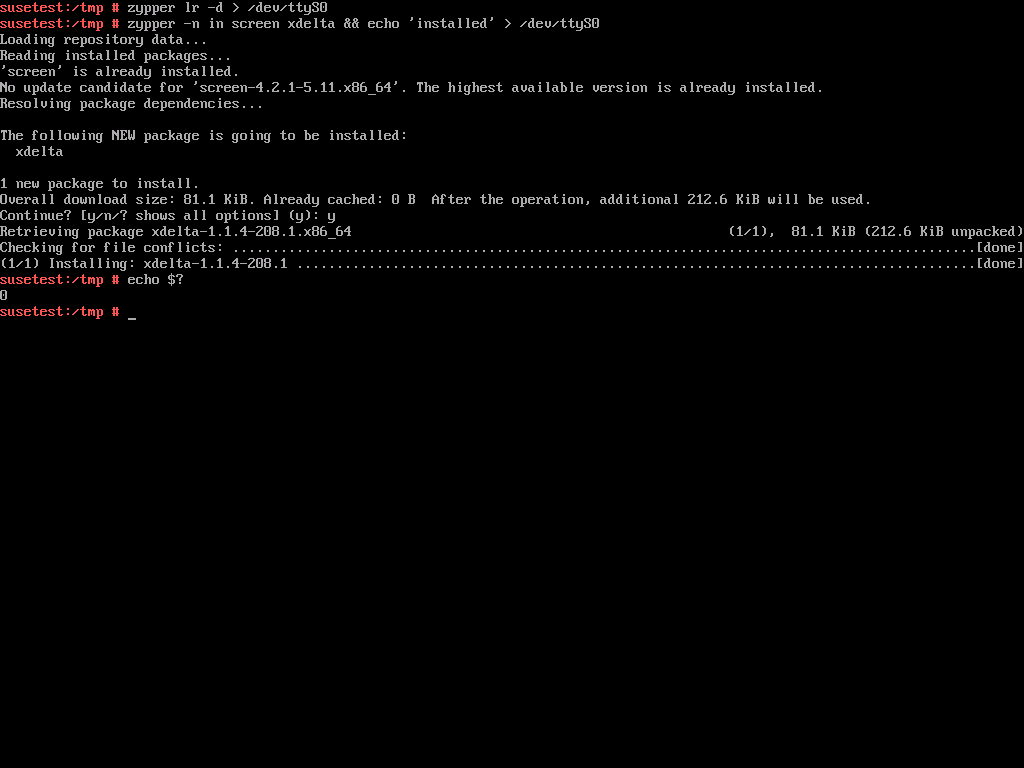 susetest:/tmp # zypper lr -d > /dev/ttyS0
susetest:/tmp # zypper -n in screen xdelta && echo 'installed' > /dev/ttyS0
Loading repository data...
Reading installed packages...
'screen' is already installed.
No update candidate for 'screen-4.2.1-5.11.x86_64'. The highest available version is already installed.
Resolving package dependencies...
The following NEW package is going to be installed:
  xdelta
1 new package to install.
Overall download size: 81.1 KiB. Already cached: 0 B  After the operation, additional 212.6 KiB will be used.
Continue? [y/n/? shows all options] (y): y
Retrieving package xdelta-1.1.4-208.1.x86_64 (1/1),  81.1 KiB (212.6 KiB unpacked)
Checking for file conflicts: .............................................................................................[done]
(1/1) Installing: xdelta-1.1.4-208.1 .....................................................................................[done]
susetest:/tmp # echo $?
0
susetest:/tmp # _